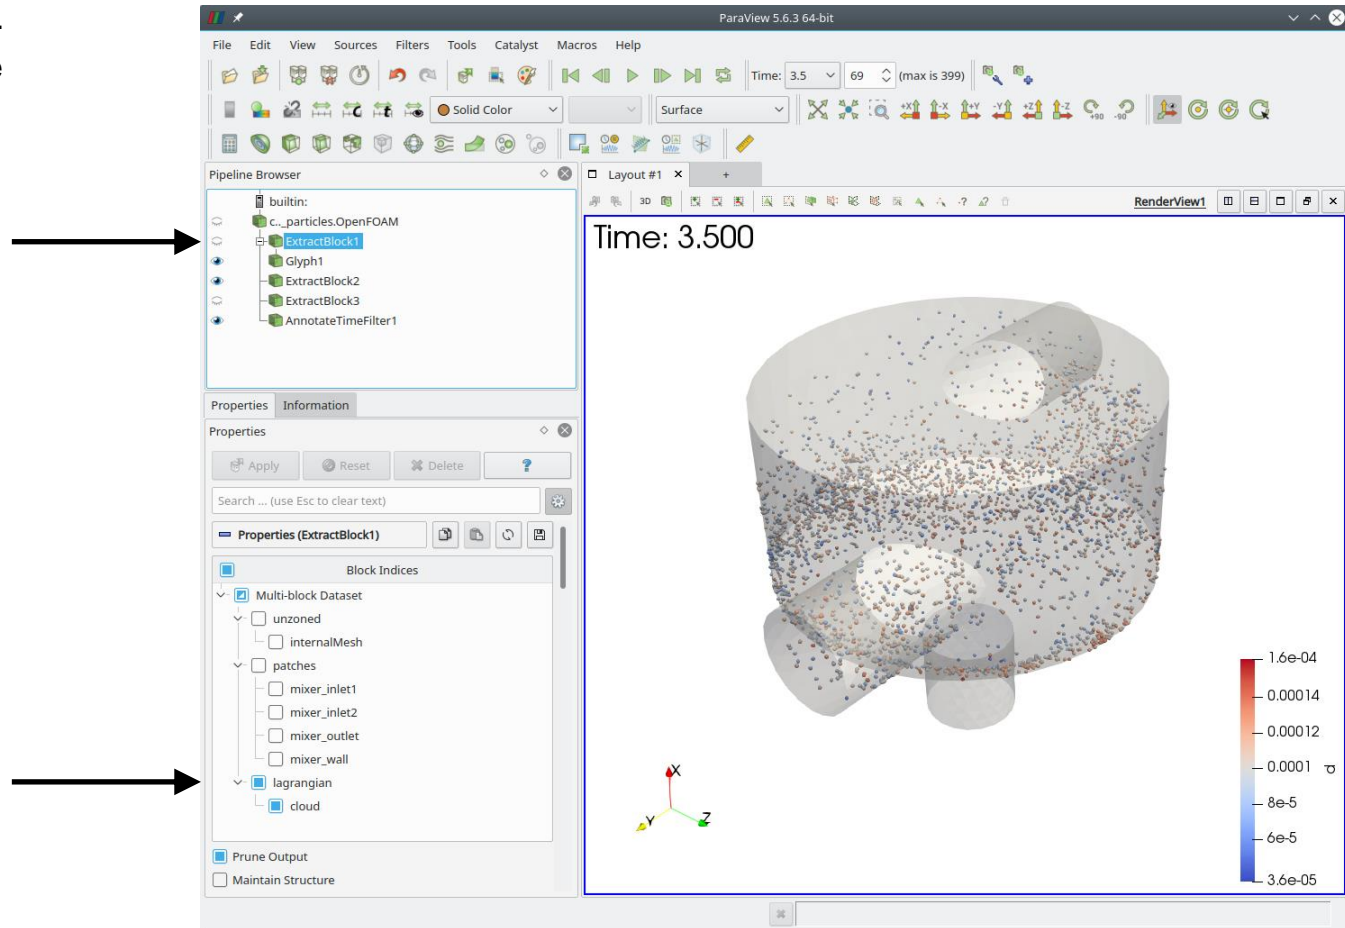 e
ParaView 5.6.3 64-bit
File Edit View Sources Filters Tools Catalyst Macros Help
Time: 3.5 69 (max is 399)
Solid Color Surface +X -X +Y -Y +Z -Z +90 -90
Pipeline Browser
Layout #1 +
builtin:
3D
RenderView1
c.._particles.OpenFOAM
ExtractBlock1
Glyph1
ExtractBlock2
ExtractBlock3
AnnotateTimeFilter1
Time: 3.500
Properties Information
Properties
Apply Reset Delete ?
Search ... (use Esc to clear text)
Properties (ExtractBlock1)
Block Indices
Multi-block Dataset
unzoned
internalMesh
patches
mixer_inlet1
mixer_inlet2
mixer_outlet
mixer_wall
lagrangian
cloud
Prune Output
Maintain Structure
X
Y
Z
1.6e-04
0.00014
0.00012
0.0001
8e-5
6e-5
3.6e-05
d